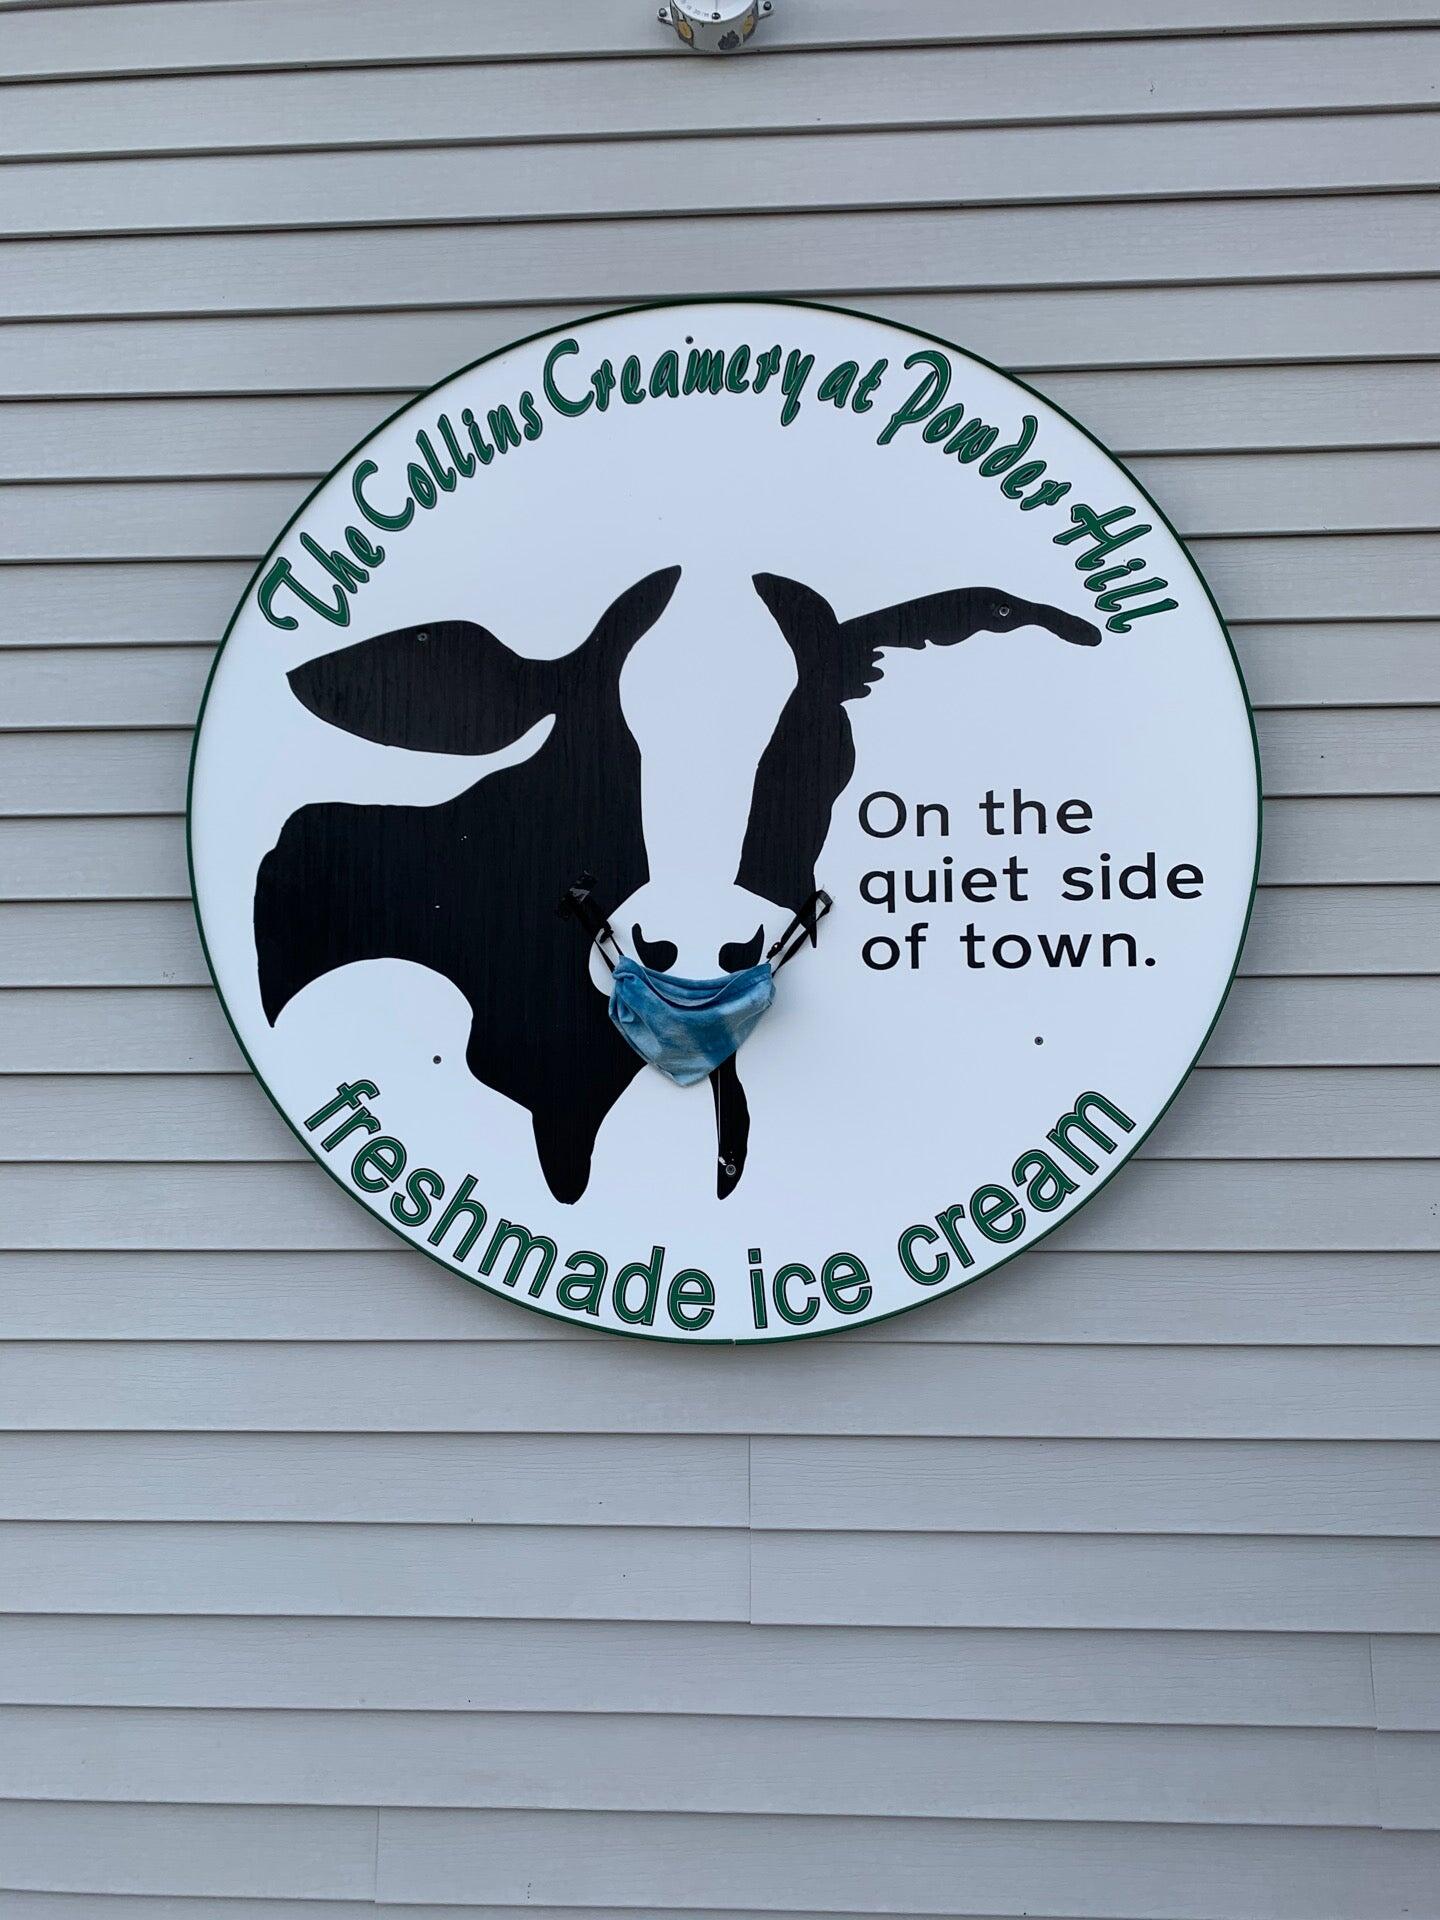 The Collins Creamery at Powder Hill
On the
quiet side
of town.
freshmade ice cream